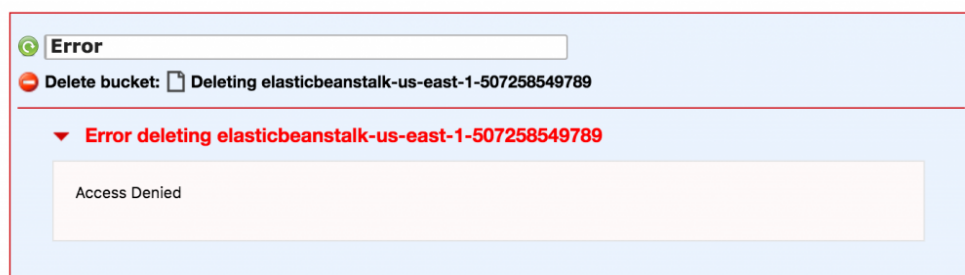 Error
Delete bucket: Deleting elasticbeanstalk-us-east-1-507258549789
Error deleting elasticbeanstalk-us-east-1-507258549789
Access Denied